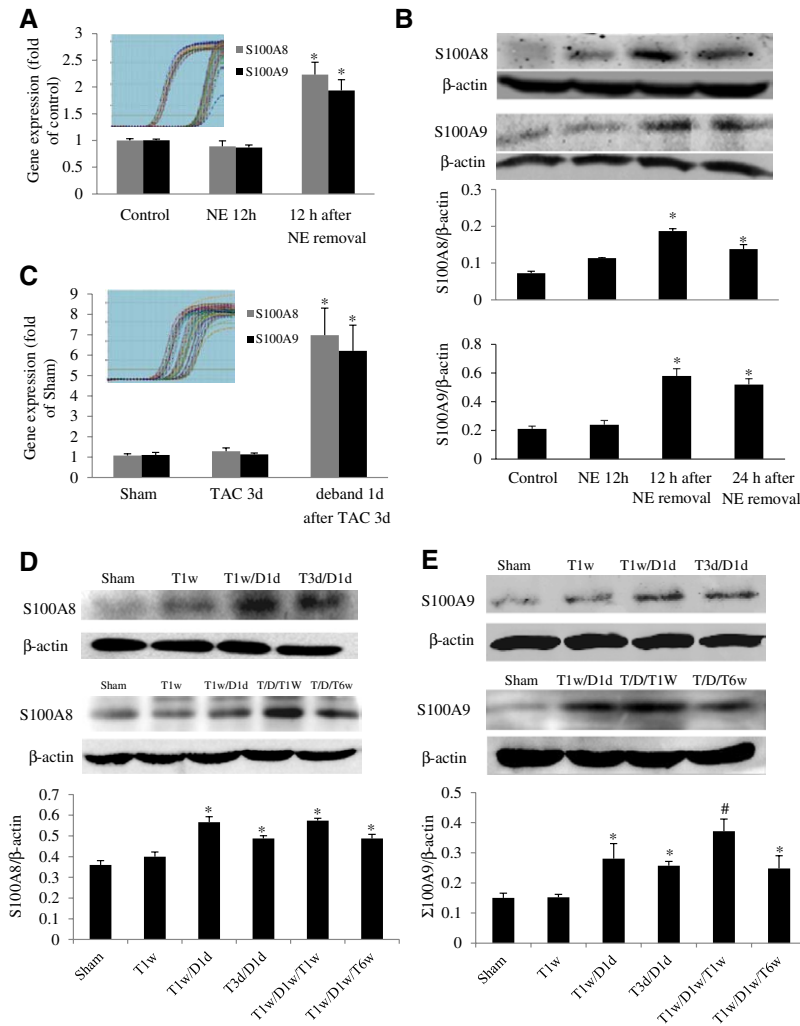 A
Gene expression (fold
of control)
3
2.5
2
1.5
1
0.5
0
S100A8
S100A9
*
*
Control
NE 12h
12 h after
NE removal
B
S100A8
β-actin
S100A9
β-actin
S100A8/β-actin
0.3
0.2
0.1
0
*
*
S100A9/β-actin
0.8
0.6
0.4
0.2
0
*
*
Control
NE 12h
12 h after
NE removal
24 h after
NE removal
C
Gene expression (fold
of Sham)
9
8
7
6
5
4
3
2
1
0
S100A8
S100A9
*
*
Sham
TAC 3d
deband 1d
after TAC 3d
D
Sham T1w T1w/D1d T3d/D1d
S100A8
β-actin
Sham T1w T1w/D1d T/D/T1W T/D/T6w
S100A8
β-actin
S100A8/β-actin
0.7
0.6
0.5
0.4
0.3
0.2
0.1
0
*
*
*
*
Sham
T1w
T1w/D1d
T3d/D1d
T1w/D1w/T1w
T1w/D1w/T6w
E
Sham T1w T1w/D1d T3d/D1d
S100A9
β-actin
Sham T1w/D1d T/D/T1W T/D/T6w
S100A9
β-actin
Σ100A9/β-actin
0.5
0.4
0.3
0.2
0.1
0
*
*
#
*
Sham
T1w
T1w/D1d
T3d/D1d
T1w/D1w/T1w
T1w/D1w/T6w